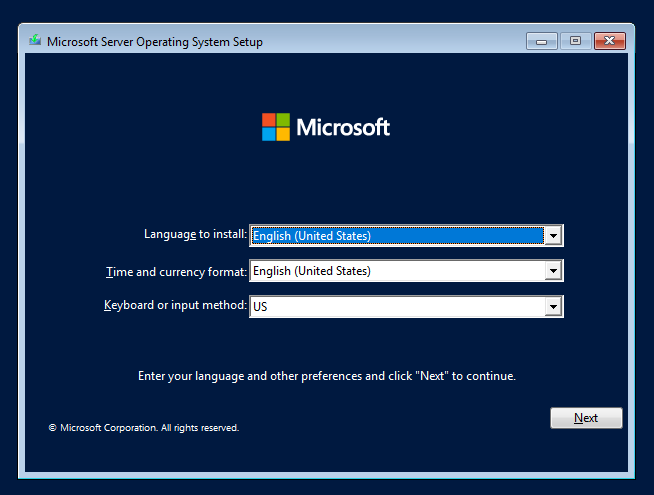 Microsoft Server Operating System Setup
Microsoft
Language to install: English (United States)
Time and currency format: English (United States)
Keyboard or input method: US
Enter your language and other preferences and click "Next" to continue.
Next
© Microsoft Corporation. All rights reserved.